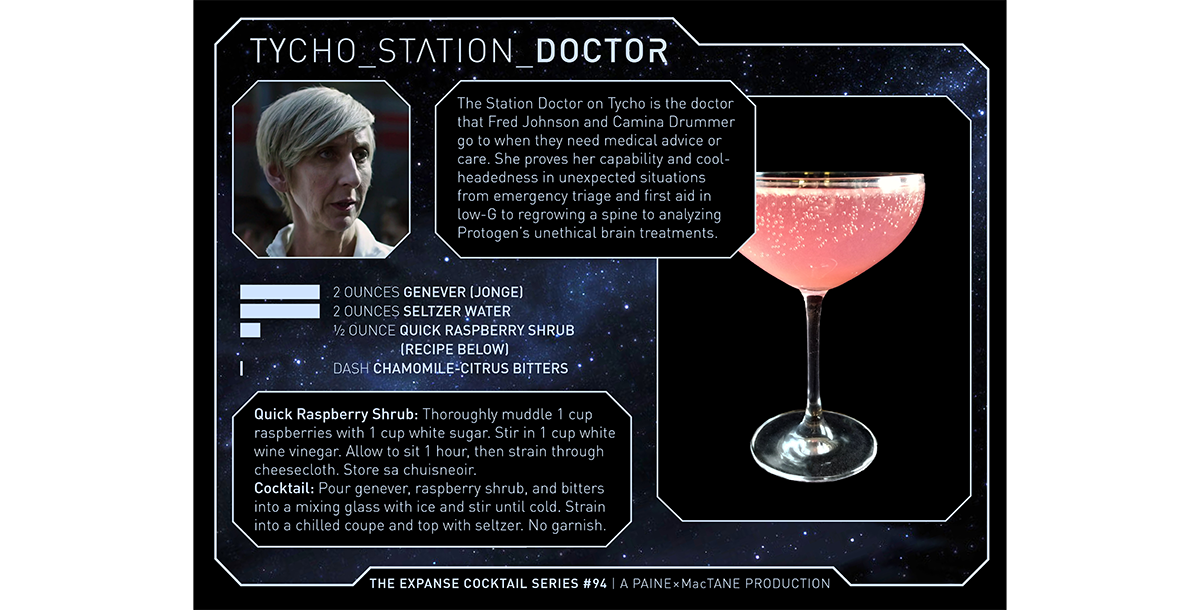 TYCHO_STATION_DOCTOR
The Station Doctor on Tycho is the doctor
that Fred Johnson and Camina Drummer
go to when they need medical advice or
care. She proves her capability and cool-
headedness in unexpected situations
from emergency triage and first aid in
low-G to regrowing a spine to analyzing
Protogen's unethical brain treatments.
2 OUNCES GENEVER (JONGE)
2 OUNCES SELTZER WATER
½ OUNCE QUICK RASPBERRY SHRUB
(RECIPE BELOW)
DASH CHAMOMILE-CITRUS BITTERS
Quick Raspberry Shrub: Thoroughly muddle 1 cup
raspberries with 1 cup white sugar. Stir in 1 cup white
wine vinegar. Allow to sit 1 hour, then strain through
cheesecloth. Store sa chuisneoir.
Cocktail: Pour genever, raspberry shrub, and bitters
into a mixing glass with ice and stir until cold. Strain
into a chilled coupe and top with seltzer. No garnish.
THE EXPANSE COCKTAIL SERIES #94 | A PAINE×MacTANE PRODUCTION